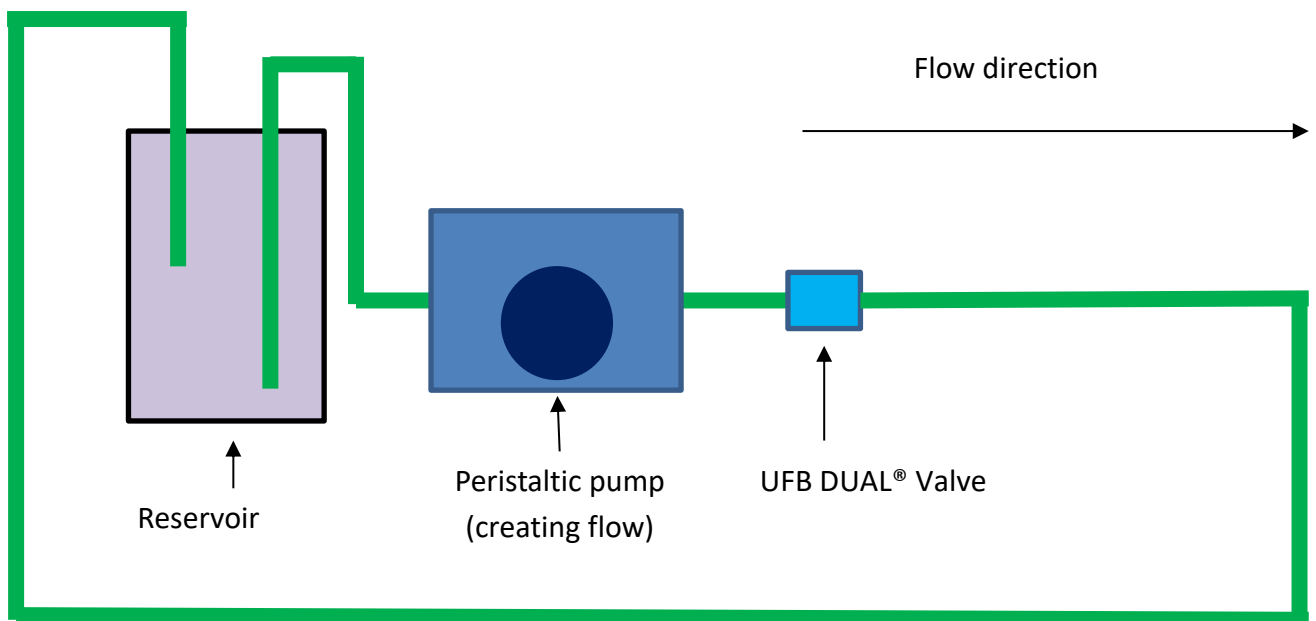 Flow direction
Peristaltic pump
(creating flow)
UFB DUAL® Valve
Reservoir